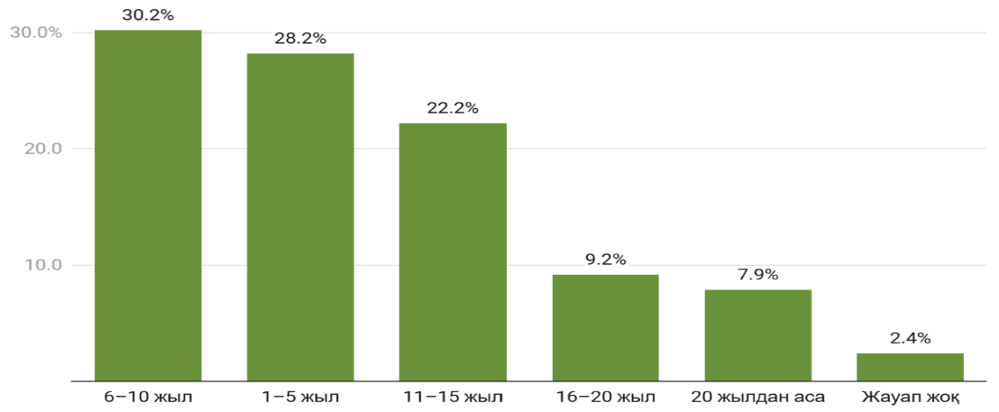 30.2%
30.0%
28.2%
22.2%
20.0
10.0
9.2%
7.9%
2.4%
6–10 жыл
1–5 жыл
11–15 жыл
16–20 жыл
20 жылдан аса
Жауап жоқ